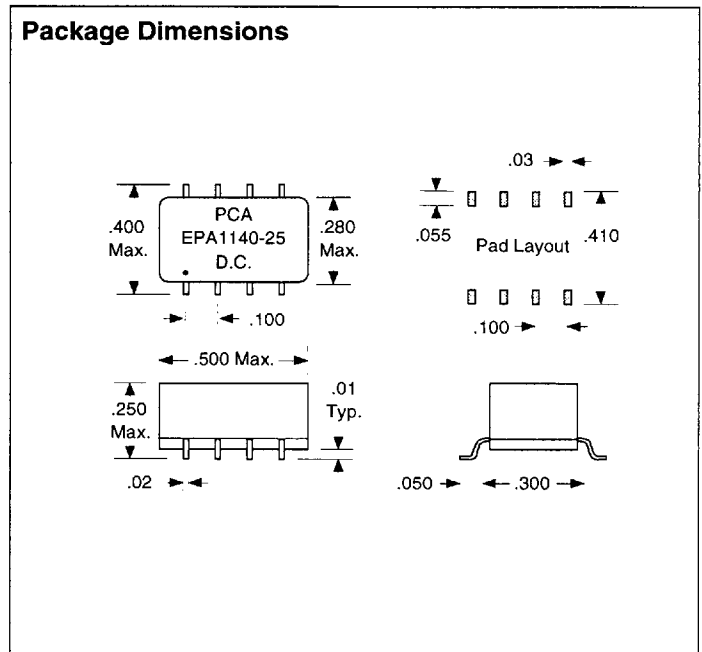 Package Dimensions
.400
Max.
PCA
EPA1140-25
D.C.
.280
Max.
.100
.03
.055
Pad Layout
.410
.100
.500 Max.
.250
Max.
.01
Typ.
.02
.050
.300